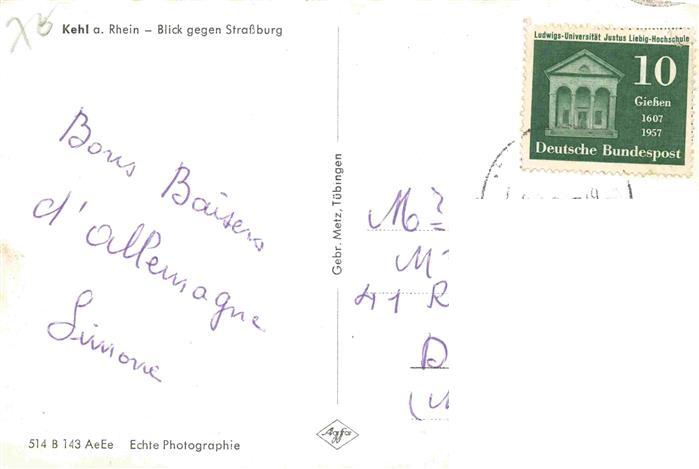 Kehl a. Rhein – Blick gegen Straßburg
Bons Baisers
d'allemagne
Simone
514 B 143 AeEe Echte Photographie
Gebr. Metz, Tübingen
Agfa
Ludwigs-Universität Justus Liebig-Hochschule
10
Gießen
1607
1957
Deutsche Bundespost
41 R